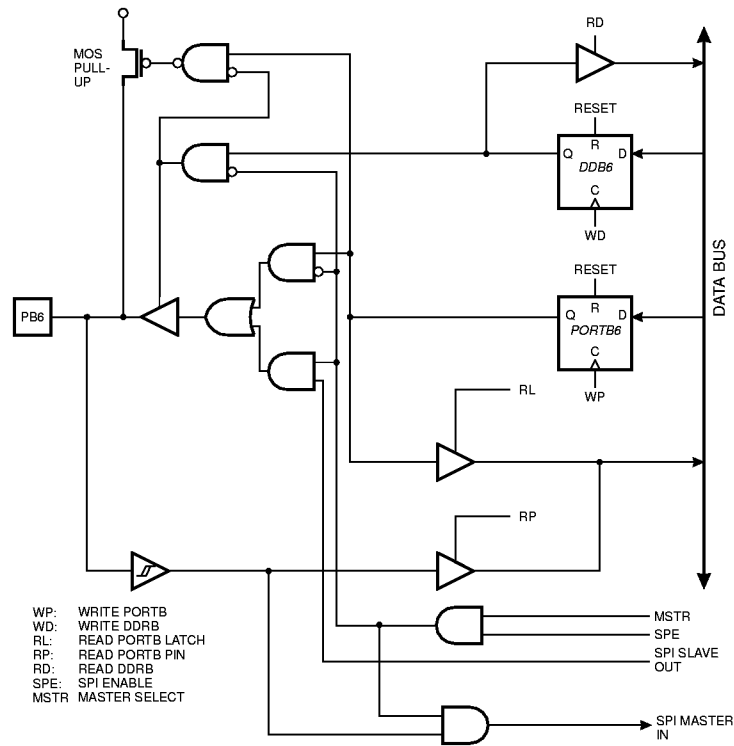 RD
MOS
PULL-
UP
RESET
R
Q
D
DDB6
C
WD
DATA BUS
RESET
R
Q
D
PB6
PORTB6
C
WP
RL
RP
WP: WRITE PORTB
WD: WRITE DDRB
RL: READ PORTB LATCH
RP: READ PORTB PIN
RD: READ DDRB
SPE: SPI ENABLE
MSTR MASTER SELECT
MSTR
SPE
SPI SLAVE
OUT
SPI MASTER
IN